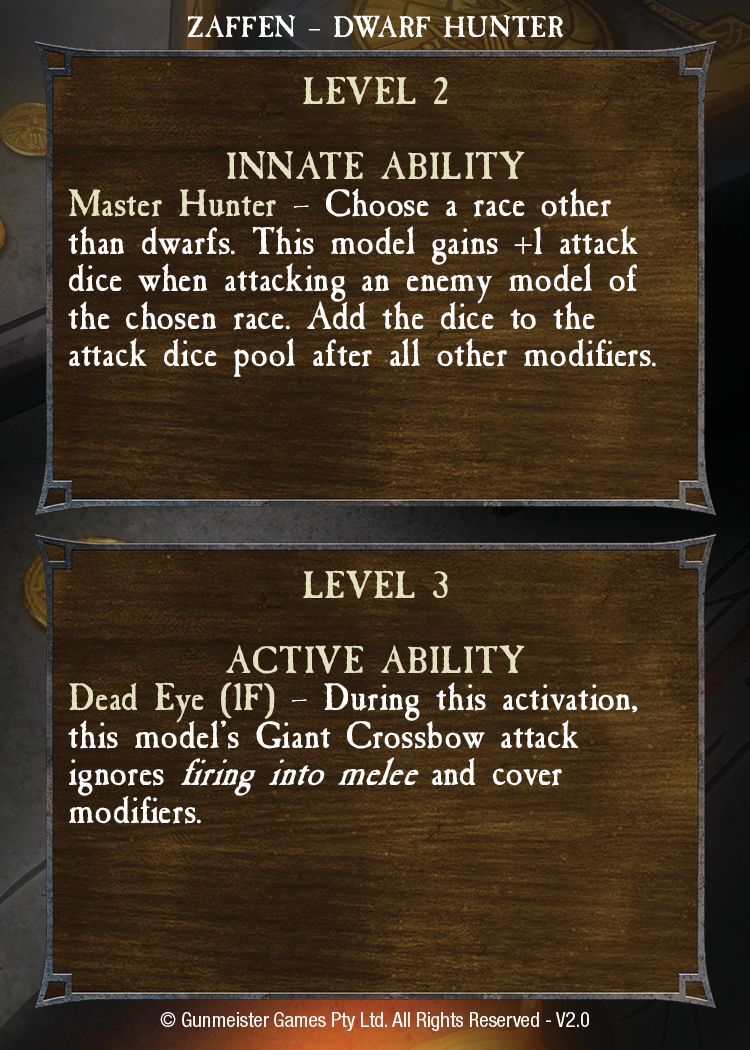 ZAFFEN – DWARF HUNTER
LEVEL 2
INNATE ABILITY
Master Hunter – Choose a race other
than dwarfs. This model gains +1 attack
dice when attacking an enemy model of
the chosen race. Add the dice to the
attack dice pool after all other modifiers.
LEVEL 3
ACTIVE ABILITY
Dead Eye (1F) – During this activation,
this model's Giant Crossbow attack
ignores firing into melee and cover
modifiers.
© Gunmeister Games Pty Ltd. All Rights Reserved - V2.0